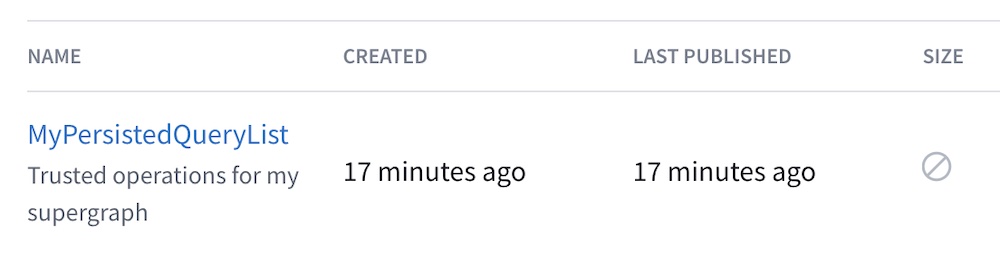 NAME CREATED LAST PUBLISHED SIZE
MyPersistedQueryList
Trusted operations for my
supergraph
17 minutes ago 17 minutes ago